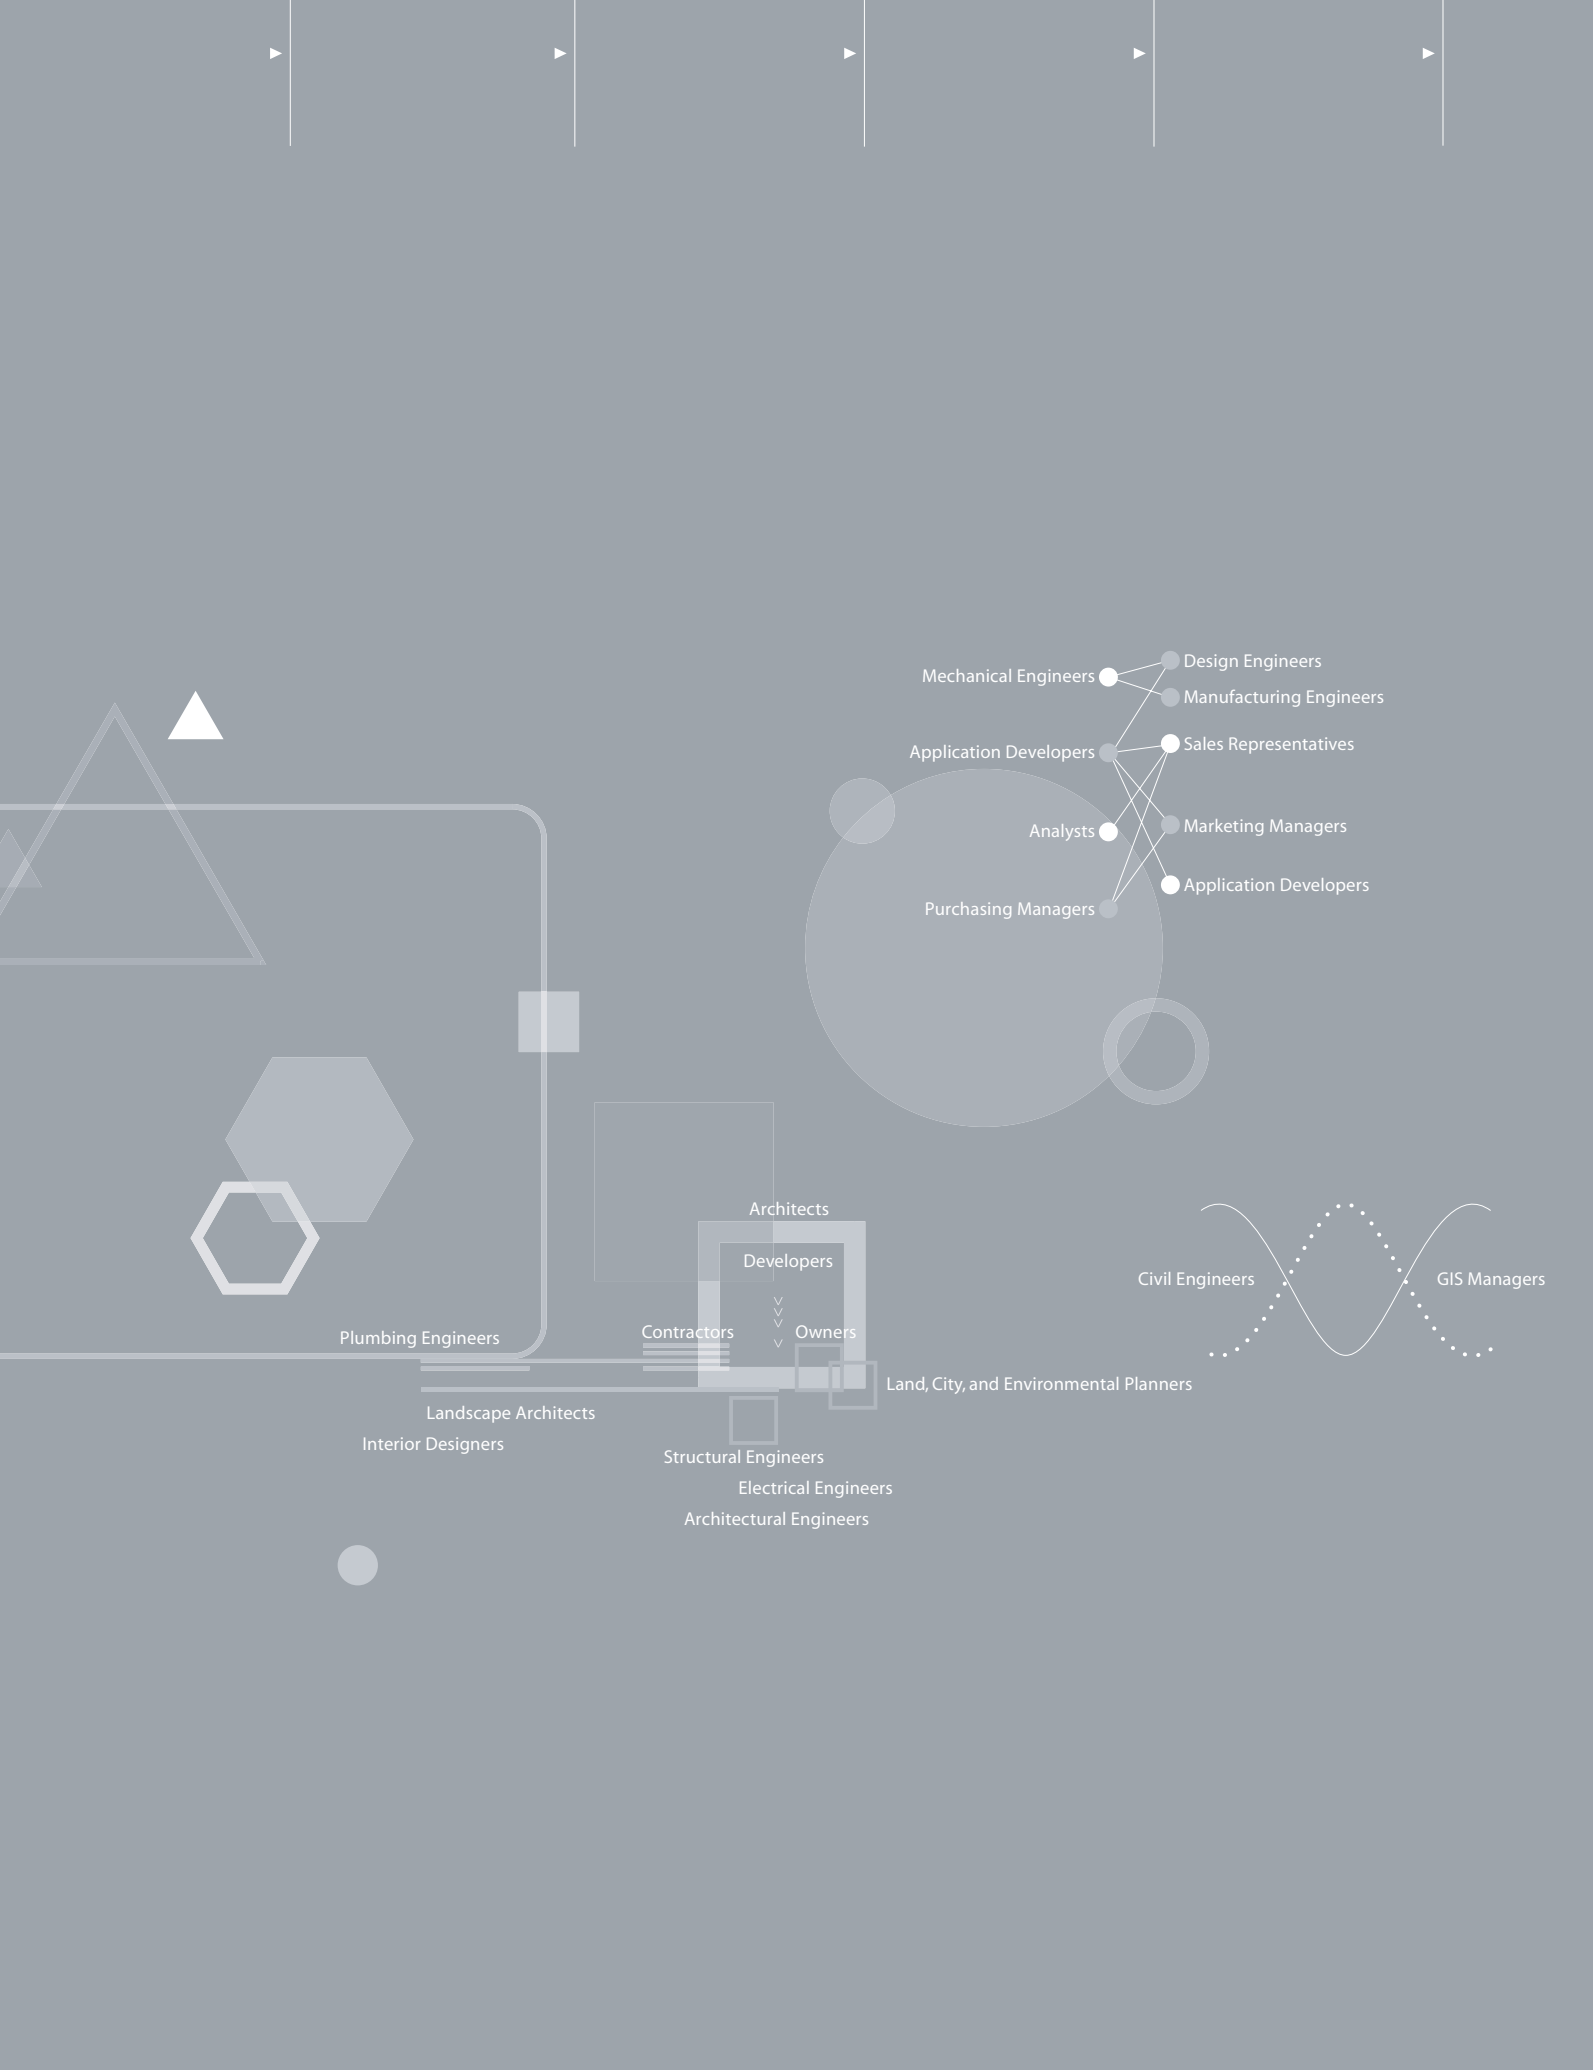 Design Engineers
Mechanical Engineers
Manufacturing Engineers
Sales Representatives
Application Developers
Marketing Managers
Analysts
Application Developers
Purchasing Managers
Architects
Developers
Civil Engineers
GIS Managers
Plumbing Engineers
Contractors
Owners
Land, City, and Environmental Planners
Landscape Architects
Interior Designers
Structural Engineers
Electrical Engineers
Architectural Engineers